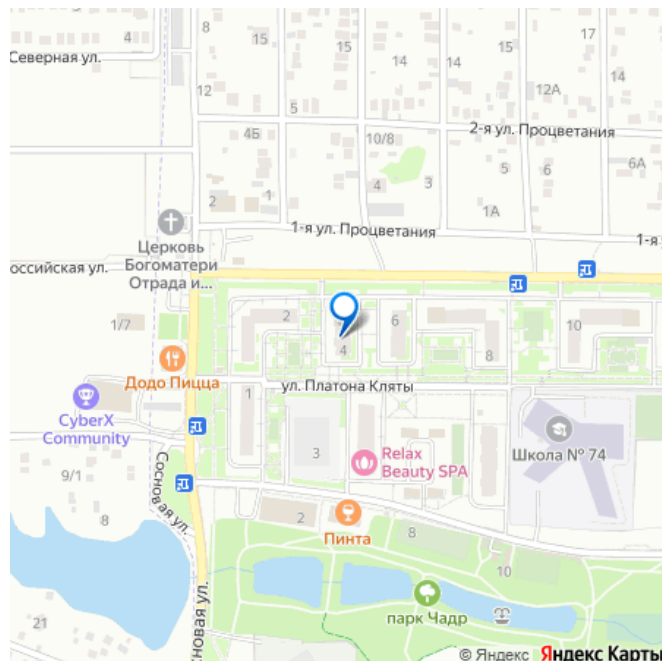 4
15
15
14
14
17
Северная ул.
8
12
12А
5
2-я ул. Процветания
4Б
10/8
6А
5
6
4
3
2
1
1А
1-я ул. Процветания
1-я
Церковь
Богоматери
Отрада и...
оссийская ул.
1/7
2
6
10
4
8
Додо Пицца
ул. Платона Кляты
1
CyberX
Community
Школа № 74
3
Relax
Beauty SPA
9/1
Сосновая ул.
8
2
Пинта
8
10
парк Чадр
21
новая ул.
© Яндекс Яндекс Карты